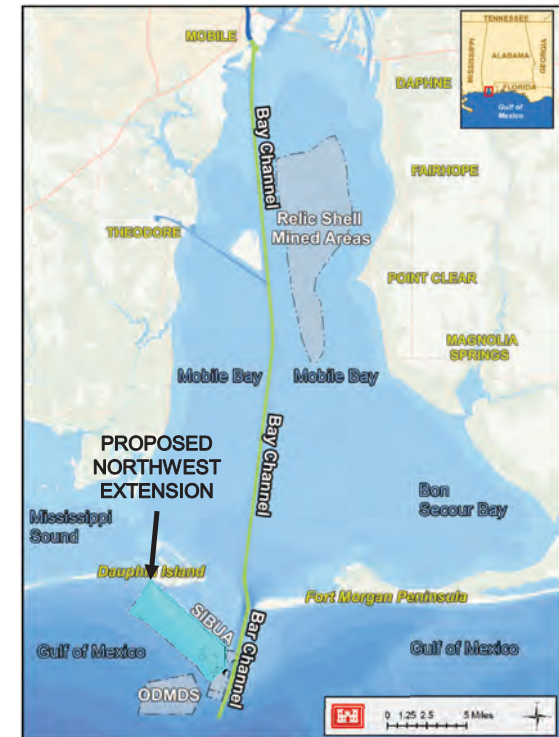 MOBILE
TENNESSEE
MISSISSIPPI
ALABAMA
GEORGIA
FLORIDA
Gulf of
Mexico
DAPHNE
Bay Channel
FAIRHOPE
Relic Shell
Mined Areas
THEODORE
POINT CLEAR
MAGNOLIA
SPRINGS
Mobile Bay
Mobile Bay
Bay Channel
PROPOSED
NORTHWEST
EXTENSION
Bon
Secour Bay
Mississippi
Sound
Dauphin Island
Fort Morgan Peninsula
SIBUA
Bar Channel
Gulf of Mexico
Gulf of Mexico
ODMDS
0 1.25 2.5 5 Miles